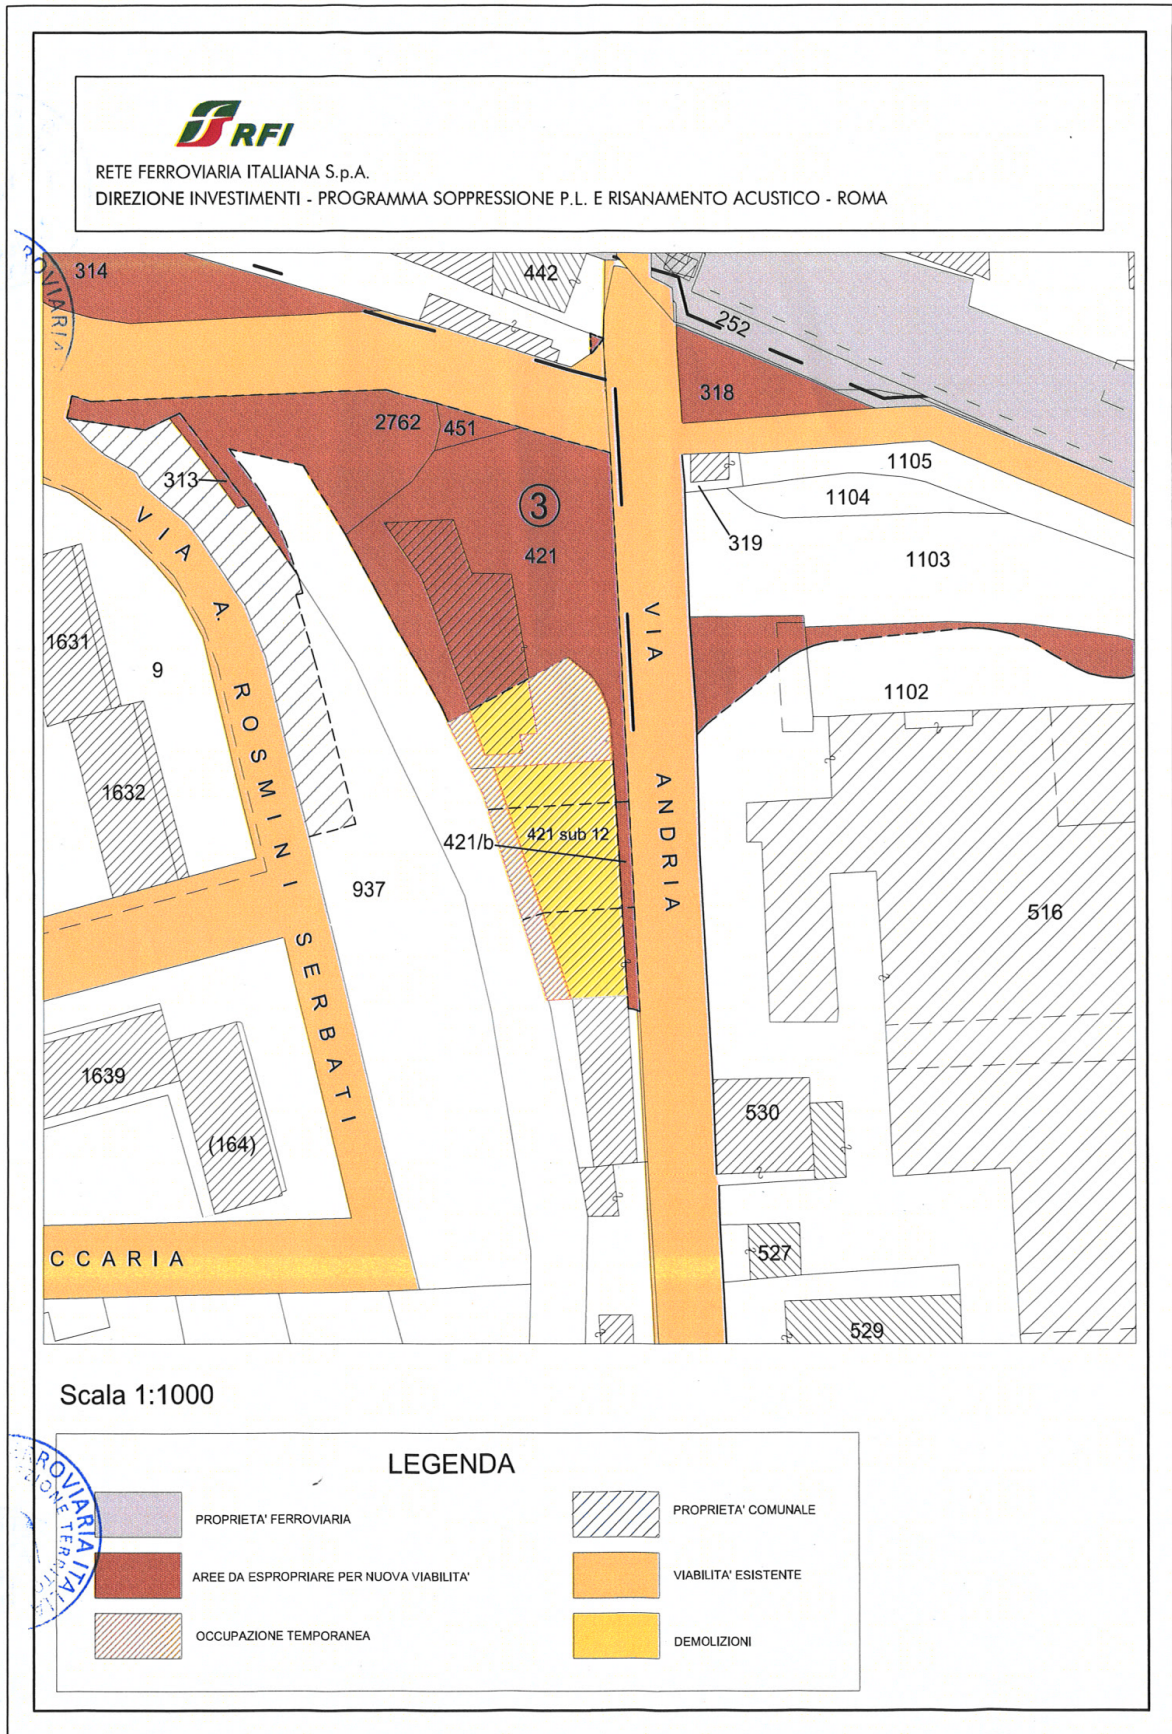 RFI
RETE FERROVIARIA ITALIANA S.p.A.
DIREZIONE INVESTIMENTI - PROGRAMMA SOPPRESSIONE P.L. E RISANAMENTO ACUSTICO - ROMA
ROVIARIA
314
442
252
318
2762
451
313
3
421
1105
1104
319
1103
VIA A. ROSMINI SERBATI
1631
9
VIA ANDRIA
1102
1632
421/b
421 sub 12
937
516
1639
(164)
530
CCARIA
527
529
Scala 1:1000
LEGENDA
PROPRIETA' FERROVIARIA
PROPRIETA' COMUNALE
AREE DA ESPROPRIARE PER NUOVA VIABILITA'
VIABILITA' ESISTENTE
OCCUPAZIONE TEMPORANEA
DEMOLIZIONI
ROVIARIA ITALIA